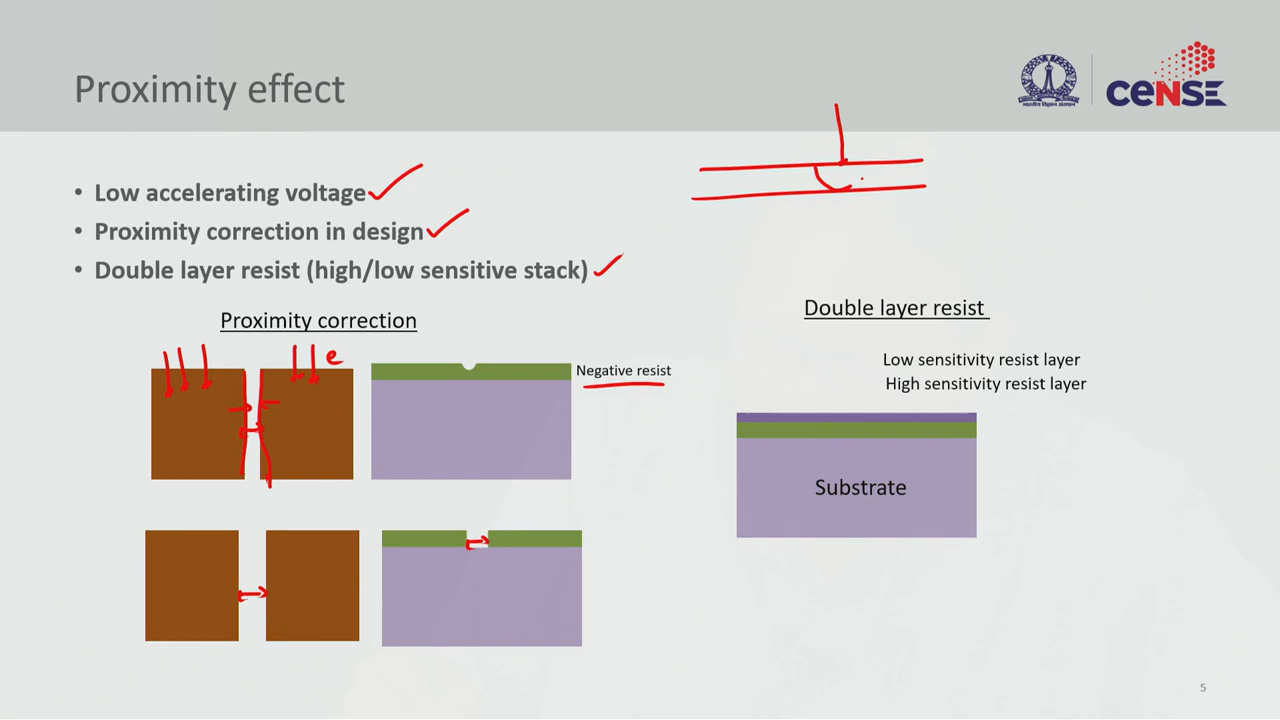 Proximity effect
CENSE
• Low accelerating voltage
• Proximity correction in design
• Double layer resist (high/low sensitive stack)
Proximity correction
e
Negative resist
Double layer resist
Low sensitivity resist layer
High sensitivity resist layer
Substrate
5